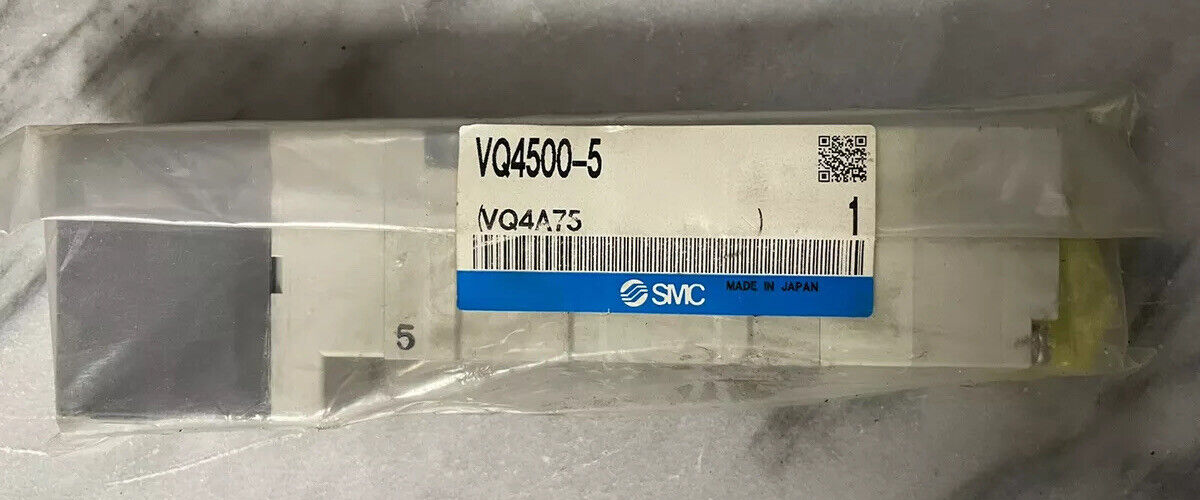 VQ4500-5
(VQ4A75 )
1
SMC MADE IN JAPAN
5